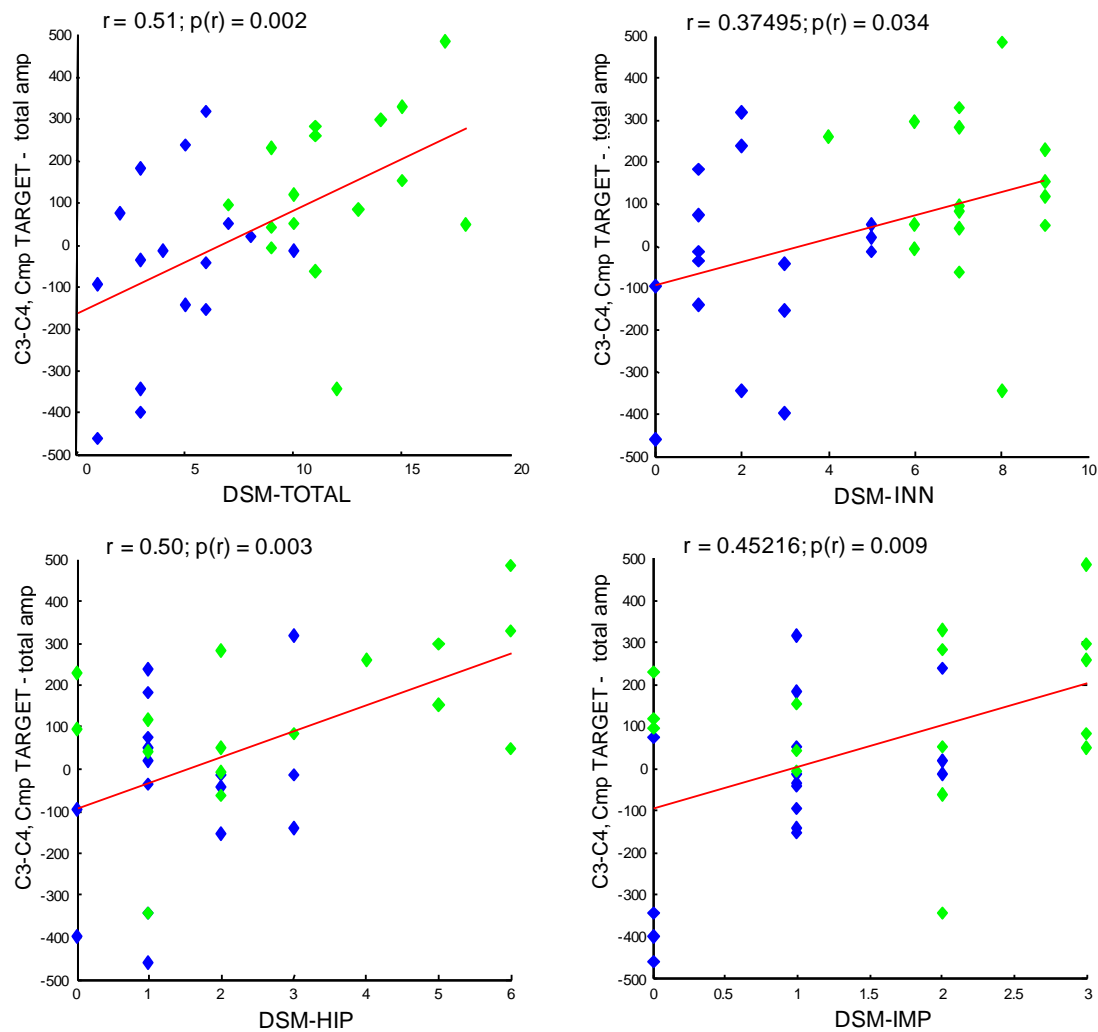 r = 0.51; p(r) = 0.002
C3-C4, Cmp TARGET - total amp
500
400
300
200
100
0
-100
-200
-300
-400
-500
0 5 10 15 20
DSM-TOTAL
r = 0.37495; p(r) = 0.034
C3-C4, Cmp TARGET - total amp
500
400
300
200
100
0
-100
-200
-300
-400
-500
0 2 4 6 8 10
DSM-INN
r = 0.50; p(r) = 0.003
C3-C4, Cmp TARGET - total amp
500
400
300
200
100
0
-100
-200
-300
-400
-500
0 1 2 3 4 5 6
DSM-HIP
r = 0.45216; p(r) = 0.009
C3-C4, Cmp TARGET - total amp
500
400
300
200
100
0
-100
-200
-300
-400
-500
0 0.5 1.0 1.5 2.0 2.5 3
DSM-IMP